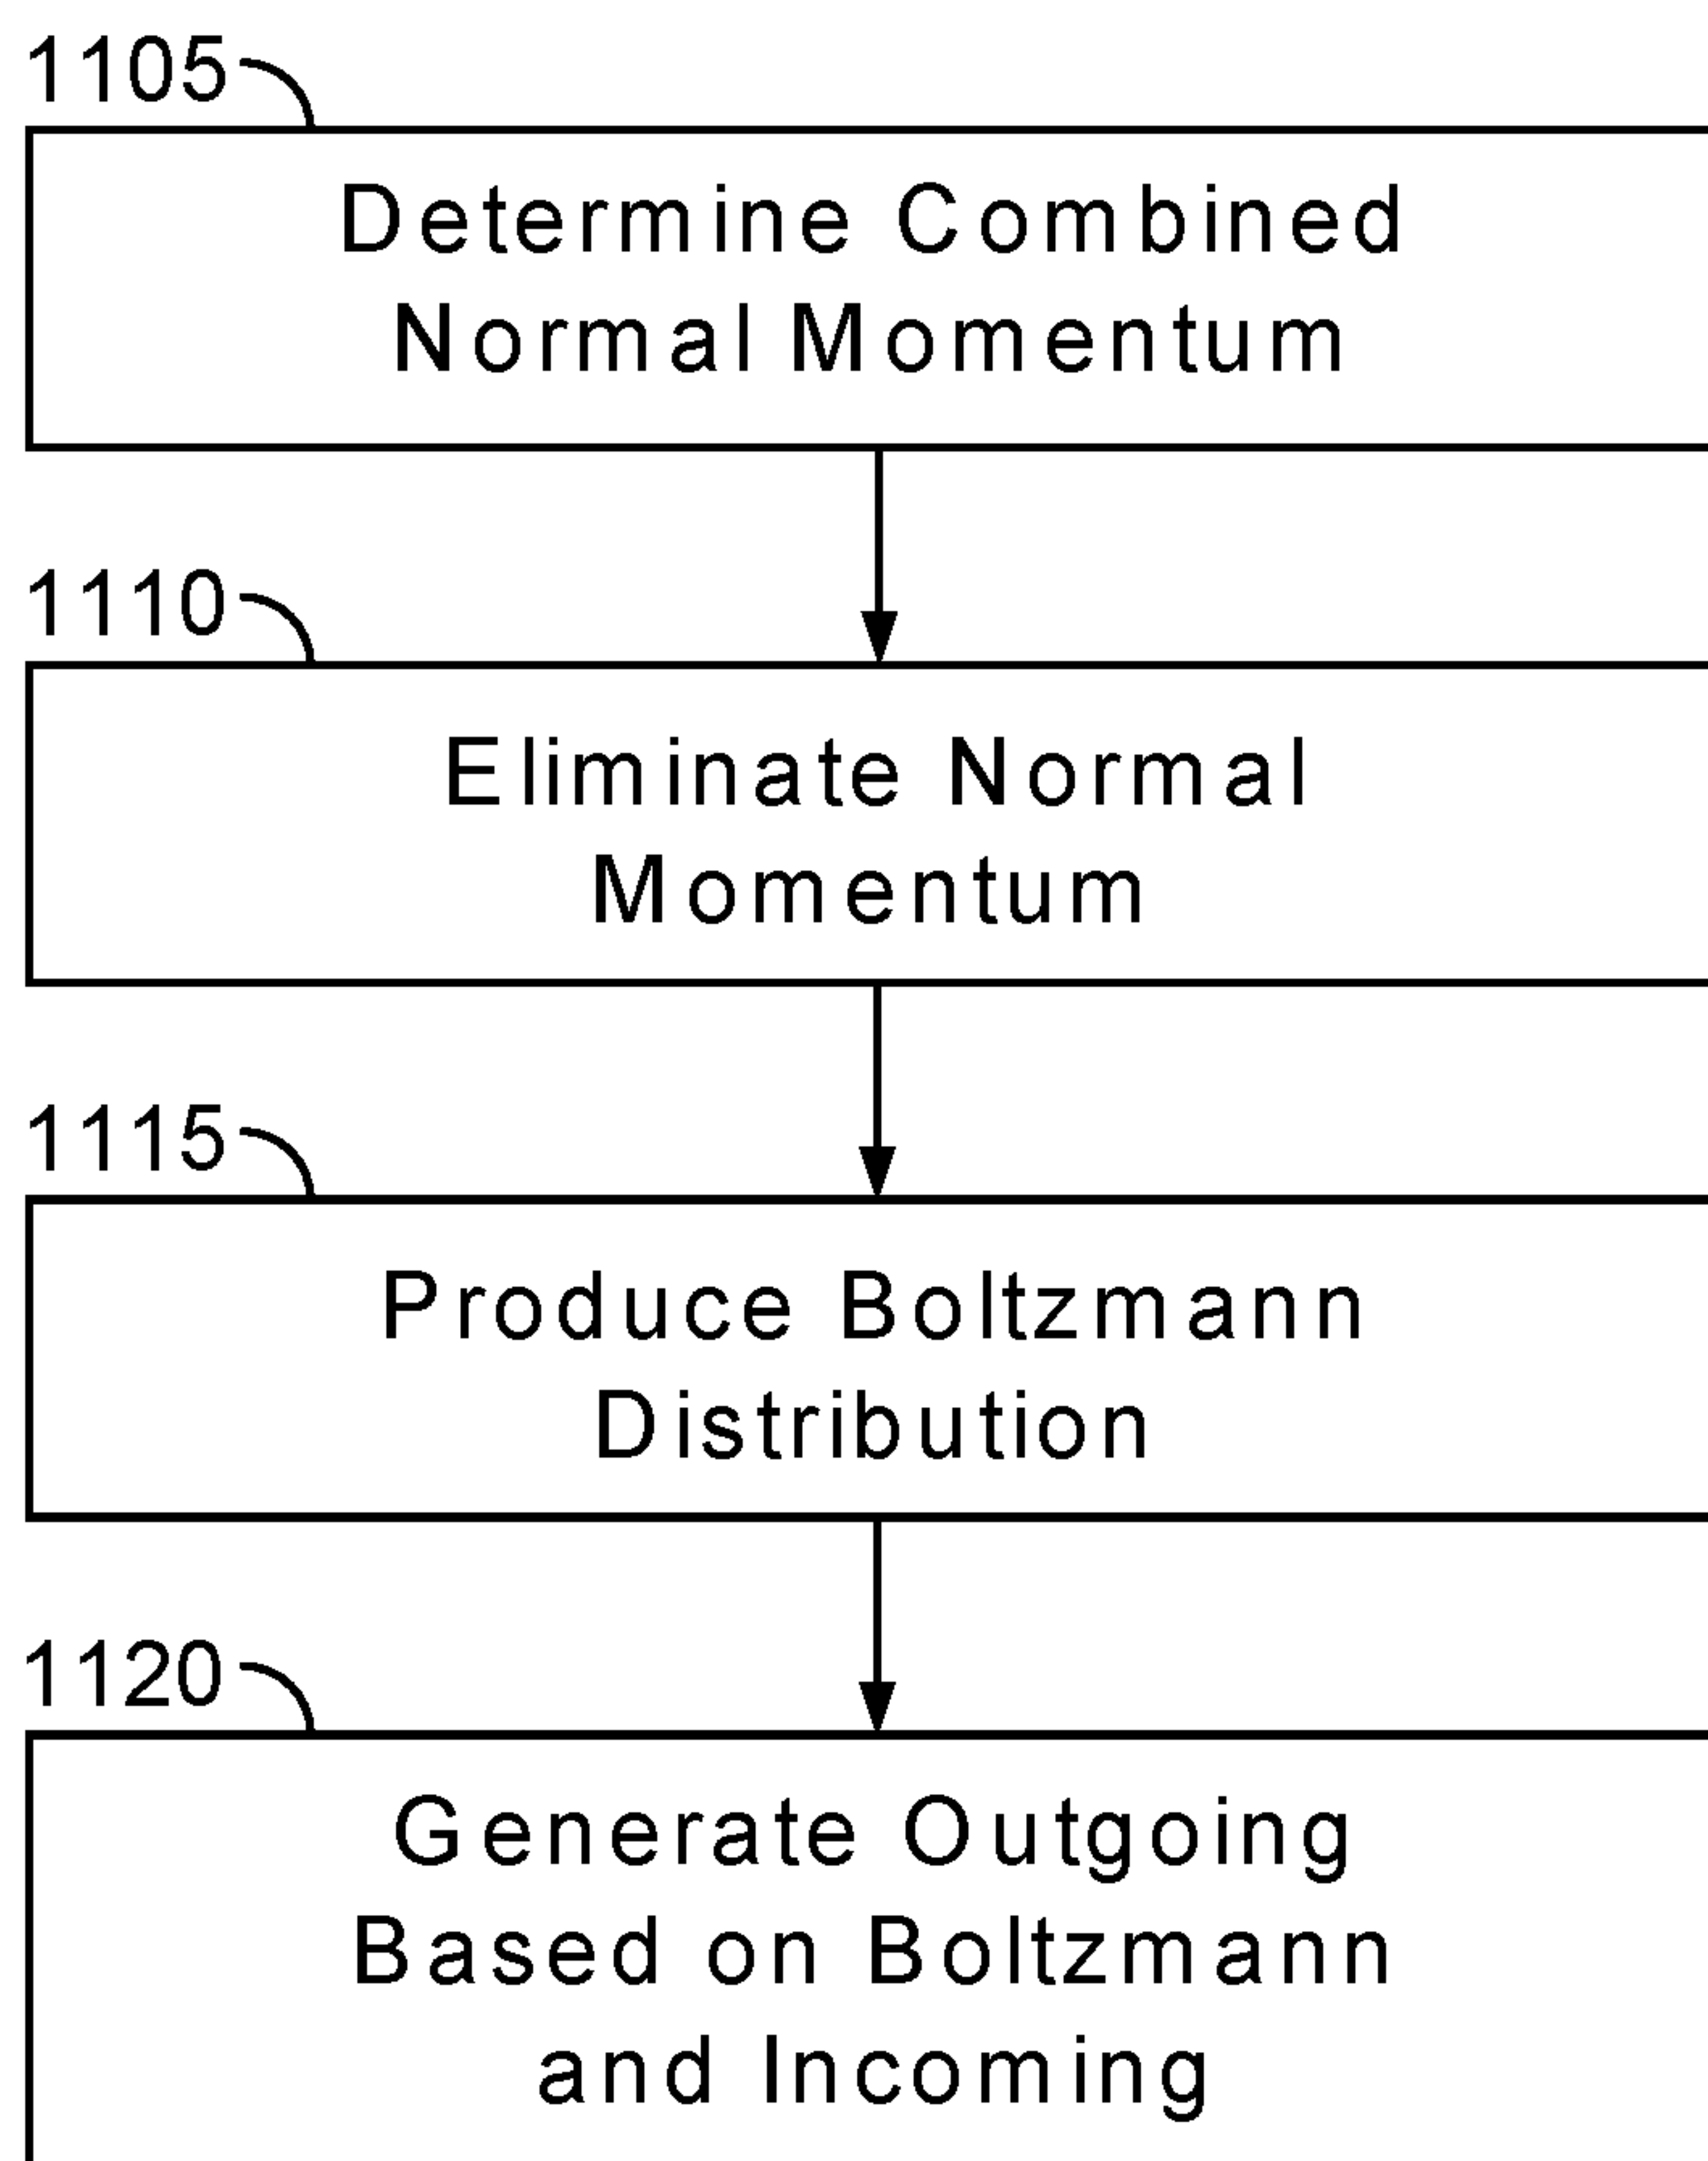 1105
Determine Combined
Normal Momentum
1110
Eliminate Normal
Momentum
1115
Produce Boltzmann
Distribution
1120
Generate Outgoing
Based on Boltzmann
and Incoming